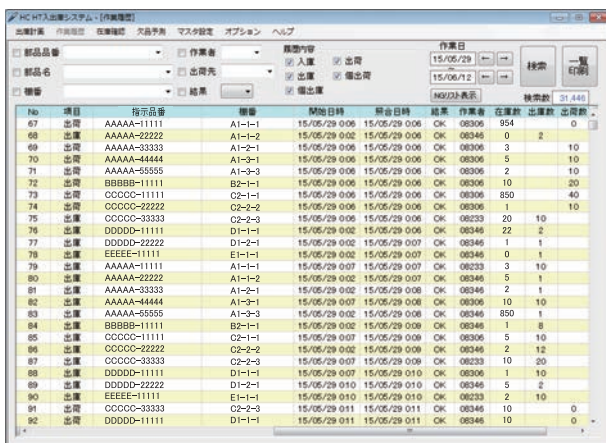 HC HT入出庫システム - [作業履歴]
出庫計画 作業履歴 在庫確認 欠品予測 マスタ設定 オプション ヘルプ
部品品番 作業者 履歴内容 作業日
入庫 出荷 15/05/29 ← →
部品名 出荷先 出庫 仮出荷 ~ 検索 一覧印刷
仮出庫 15/06/12 ← →
棚番 結果 NGリスト表示 検索数 31,446
No 項目 指示品番 棚番 開始日時 照合日時 結果 作業者 在庫数 出庫数 出荷数
67 出荷 AAAAA-11111 A1-1-1 15/05/29 0:06 15/05/29 0:06 OK 08306 954 0
68 出庫 AAAAA-22222 A1-1-2 15/05/29 0:02 15/05/29 0:06 OK 08346 0 2
69 出荷 AAAAA-33333 A1-2-1 15/05/29 0:06 15/05/29 0:06 OK 08306 3 10
70 出荷 AAAAA-44444 A1-3-1 15/05/29 0:06 15/05/29 0:06 OK 08306 5 10
71 出荷 AAAAA-55555 A1-3-3 15/05/29 0:06 15/05/29 0:06 OK 08306 2 10
72 出荷 BBBBB-11111 B2-1-1 15/05/29 0:06 15/05/29 0:06 OK 08306 10 20
73 出荷 CCCCC-11111 C2-1-1 15/05/29 0:06 15/05/29 0:06 OK 08306 850 40
74 出荷 CCCCC-22222 C2-2-2 15/05/29 0:06 15/05/29 0:06 OK 08306 1 10
75 出庫 CCCCC-33333 C2-2-3 15/05/29 0:06 15/05/29 0:06 OK 08233 20 10
76 出庫 DDDDD-11111 D1-1-1 15/05/29 0:02 15/05/29 0:06 OK 08346 22 2
77 出庫 DDDDD-22222 D1-2-1 15/05/29 0:02 15/05/29 0:07 OK 08346 1 1
78 出庫 EEEEE-11111 E1-1-1 15/05/29 0:02 15/05/29 0:07 OK 08346 0 1
79 出庫 AAAAA-11111 A1-1-1 15/05/29 0:07 15/05/29 0:07 OK 08233 3 10
80 出庫 AAAAA-22222 A1-1-2 15/05/29 0:02 15/05/29 0:07 OK 08346 5 1
81 出庫 AAAAA-33333 A1-2-1 15/05/29 0:02 15/05/29 0:08 OK 08346 2 1
82 出庫 AAAAA-44444 A1-3-1 15/05/29 0:07 15/05/29 0:08 OK 08306 10 10
83 出庫 AAAAA-55555 A1-3-3 15/05/29 0:02 15/05/29 0:08 OK 08346 850 1
84 出庫 BBBBB-11111 B2-1-1 15/05/29 0:02 15/05/29 0:09 OK 08346 1 8
85 出庫 CCCCC-11111 C2-1-1 15/05/29 0:07 15/05/29 0:09 OK 08306 5 10
86 出庫 CCCCC-22222 C2-2-2 15/05/29 0:02 15/05/29 0:09 OK 08346 2 12
87 出庫 CCCCC-33333 C2-2-3 15/05/29 0:07 15/05/29 0:09 OK 08233 10 20
88 出庫 DDDDD-11111 D1-1-1 15/05/29 0:07 15/05/29 0:10 OK 08306 1 10
89 出庫 DDDDD-22222 D1-2-1 15/05/29 0:10 15/05/29 0:10 OK 08346 5 2
90 出庫 EEEEE-11111 E1-1-1 15/05/29 0:10 15/05/29 0:10 OK 08233 2 10
91 出荷 CCCCC-33333 C2-2-3 15/05/29 0:11 15/05/29 0:11 OK 08346 10 0
92 出荷 DDDDD-11111 D1-1-1 15/05/29 0:11 15/05/29 0:11 OK 08346 10 0